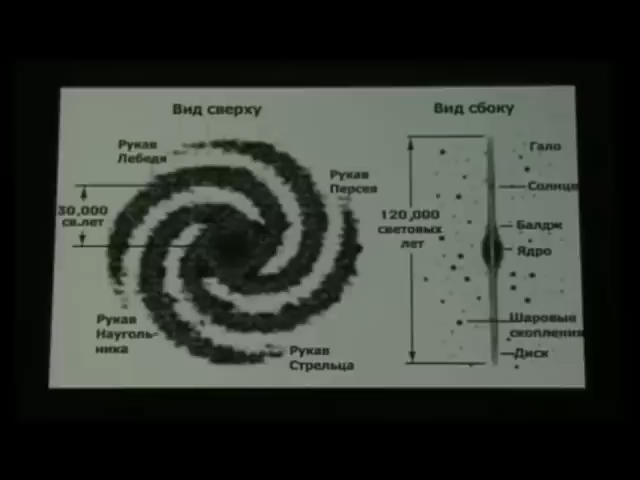 Вид сверху
Вид сбоку
Рукав
Лебедя
Рукав
Персея
30,000
св.лет
Рукав
Науголь-
ника
Рукав
Стрельца
120,000
световых
лет
Гало
Солнце
Балдж
Ядро
Шаровые
скопления
Диск